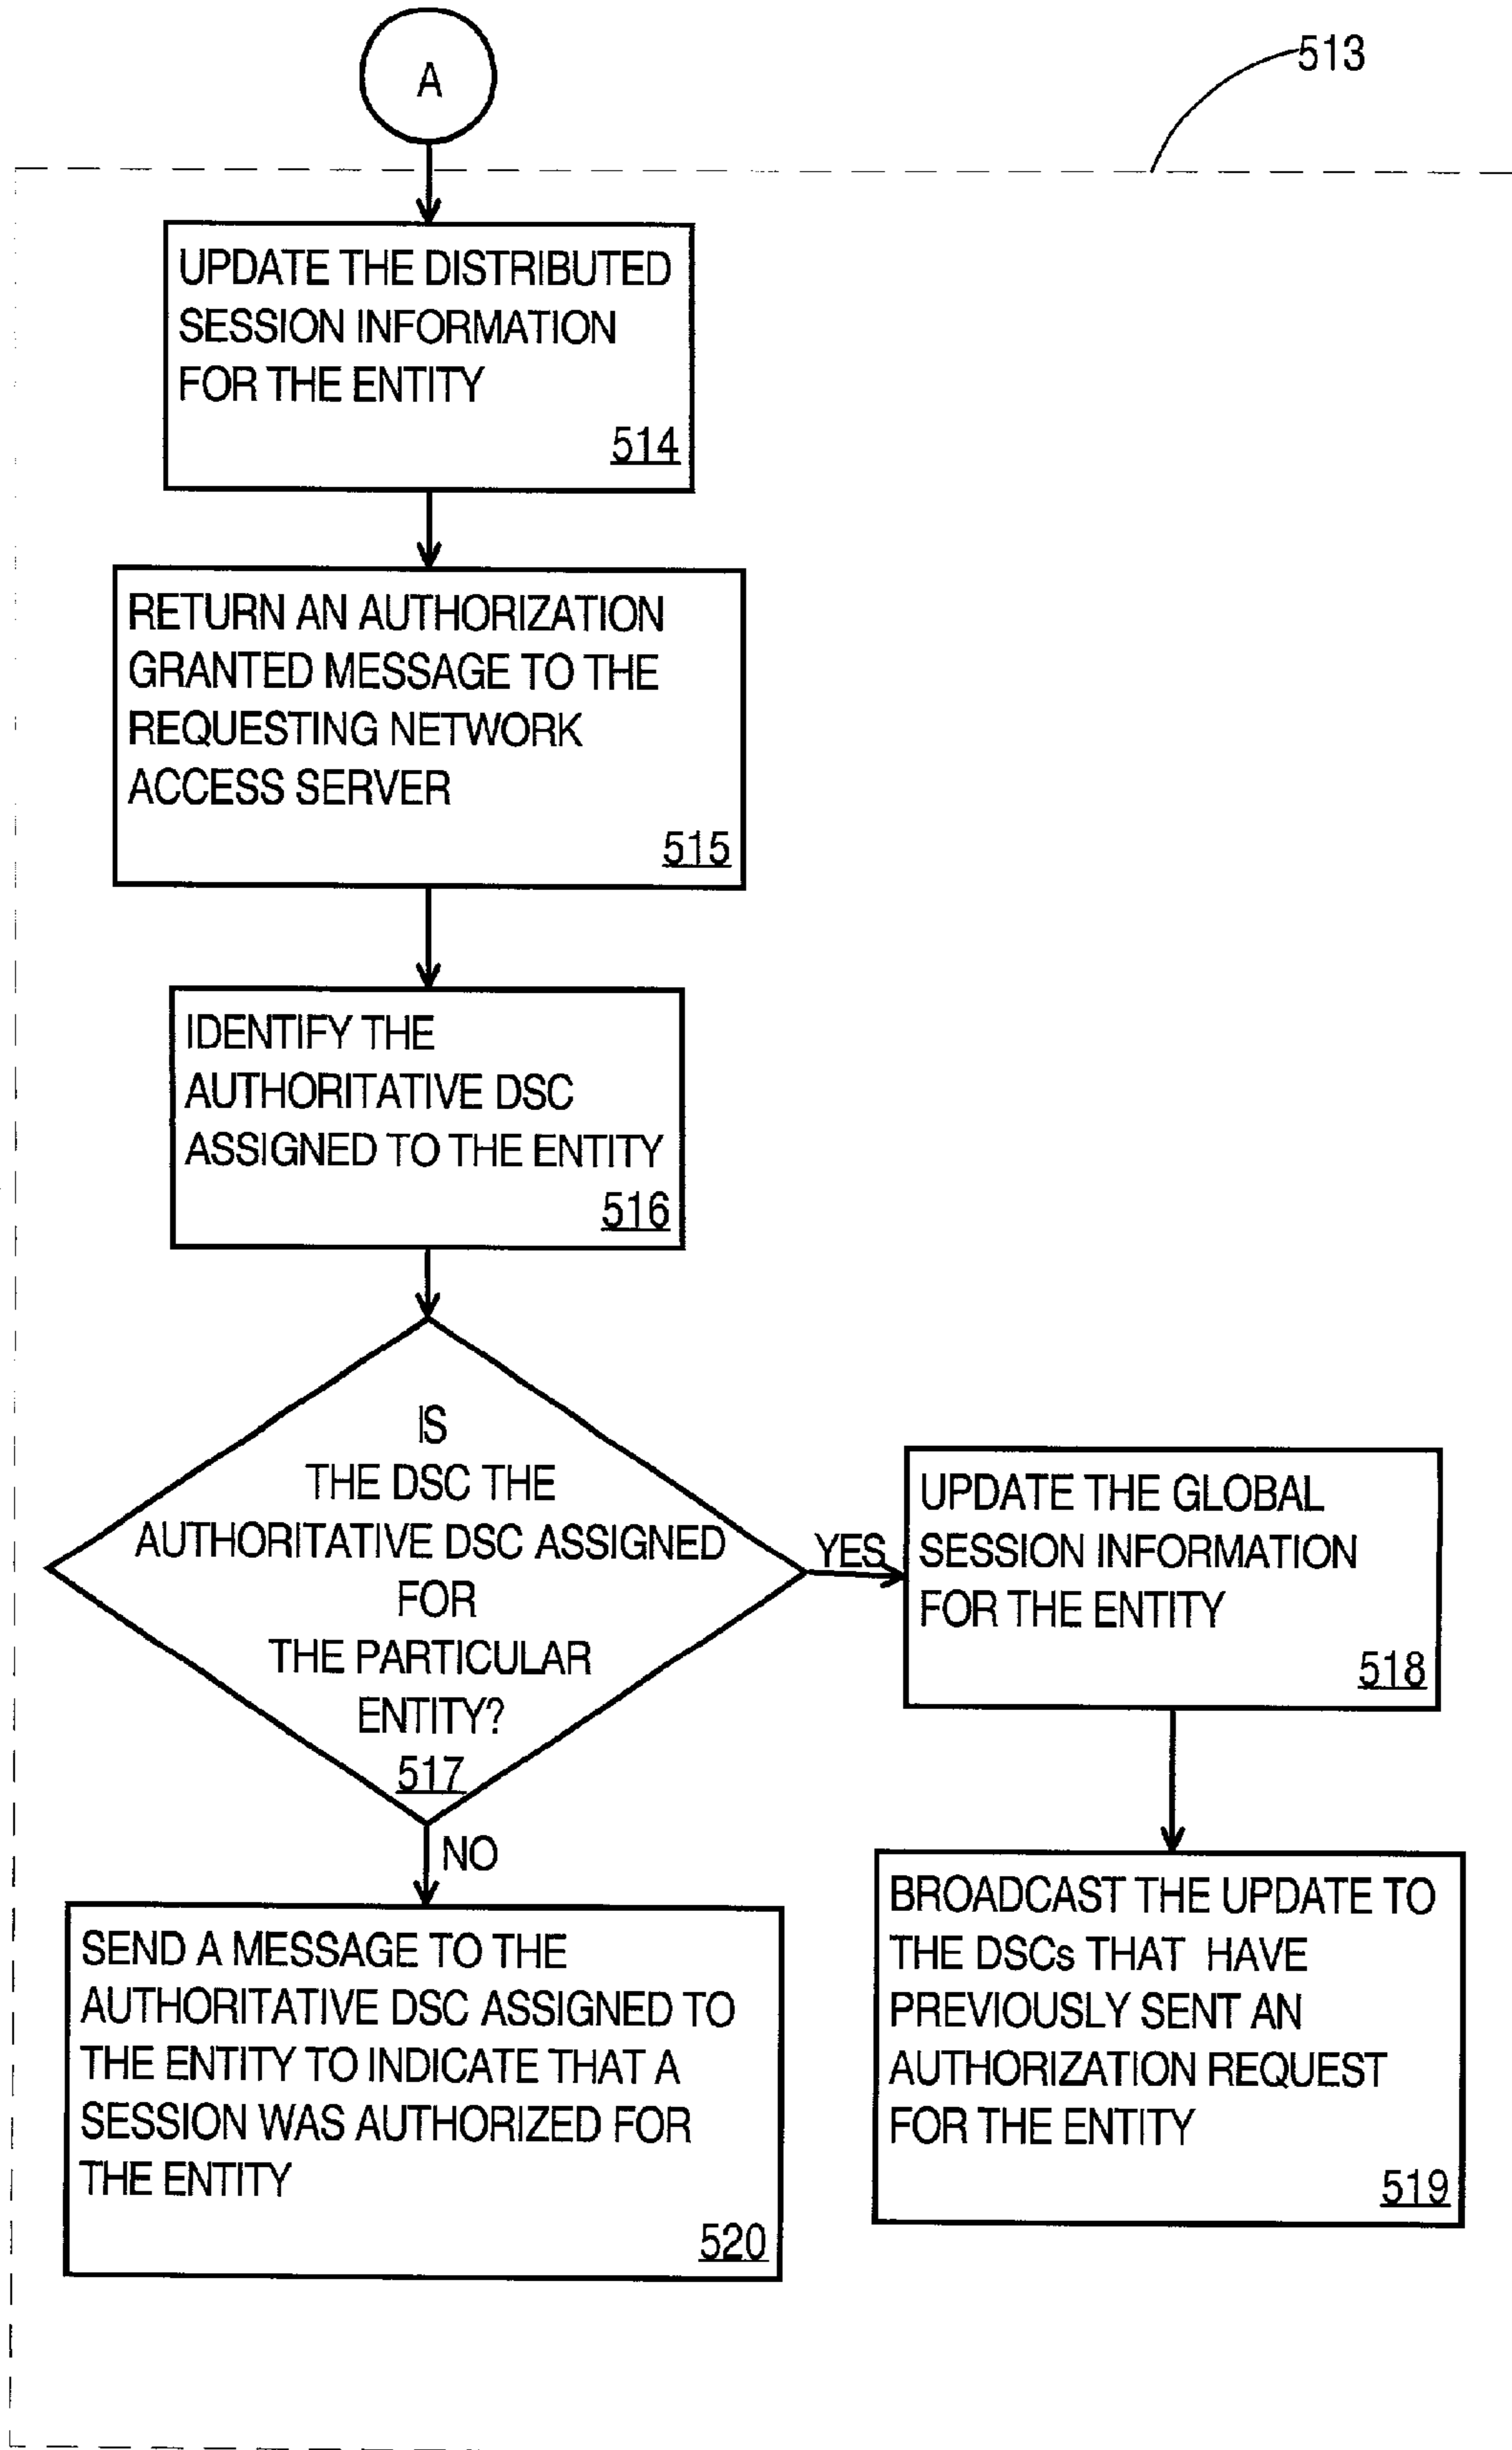 A
513
UPDATE THE DISTRIBUTED
SESSION INFORMATION
FOR THE ENTITY
514
RETURN AN AUTHORIZATION
GRANTED MESSAGE TO THE
REQUESTING NETWORK
ACCESS SERVER
515
IDENTIFY THE
AUTHORITATIVE DSC
ASSIGNED TO THE ENTITY
516
IS
THE DSC THE
AUTHORITATIVE DSC ASSIGNED
FOR
THE PARTICULAR
ENTITY?
517
YES
UPDATE THE GLOBAL
SESSION INFORMATION
FOR THE ENTITY
518
BROADCAST THE UPDATE TO
THE DSCs THAT HAVE
PREVIOUSLY SENT AN
AUTHORIZATION REQUEST
FOR THE ENTITY
519
NO
SEND A MESSAGE TO THE
AUTHORITATIVE DSC ASSIGNED TO
THE ENTITY TO INDICATE THAT A
SESSION WAS AUTHORIZED FOR
THE ENTITY
520